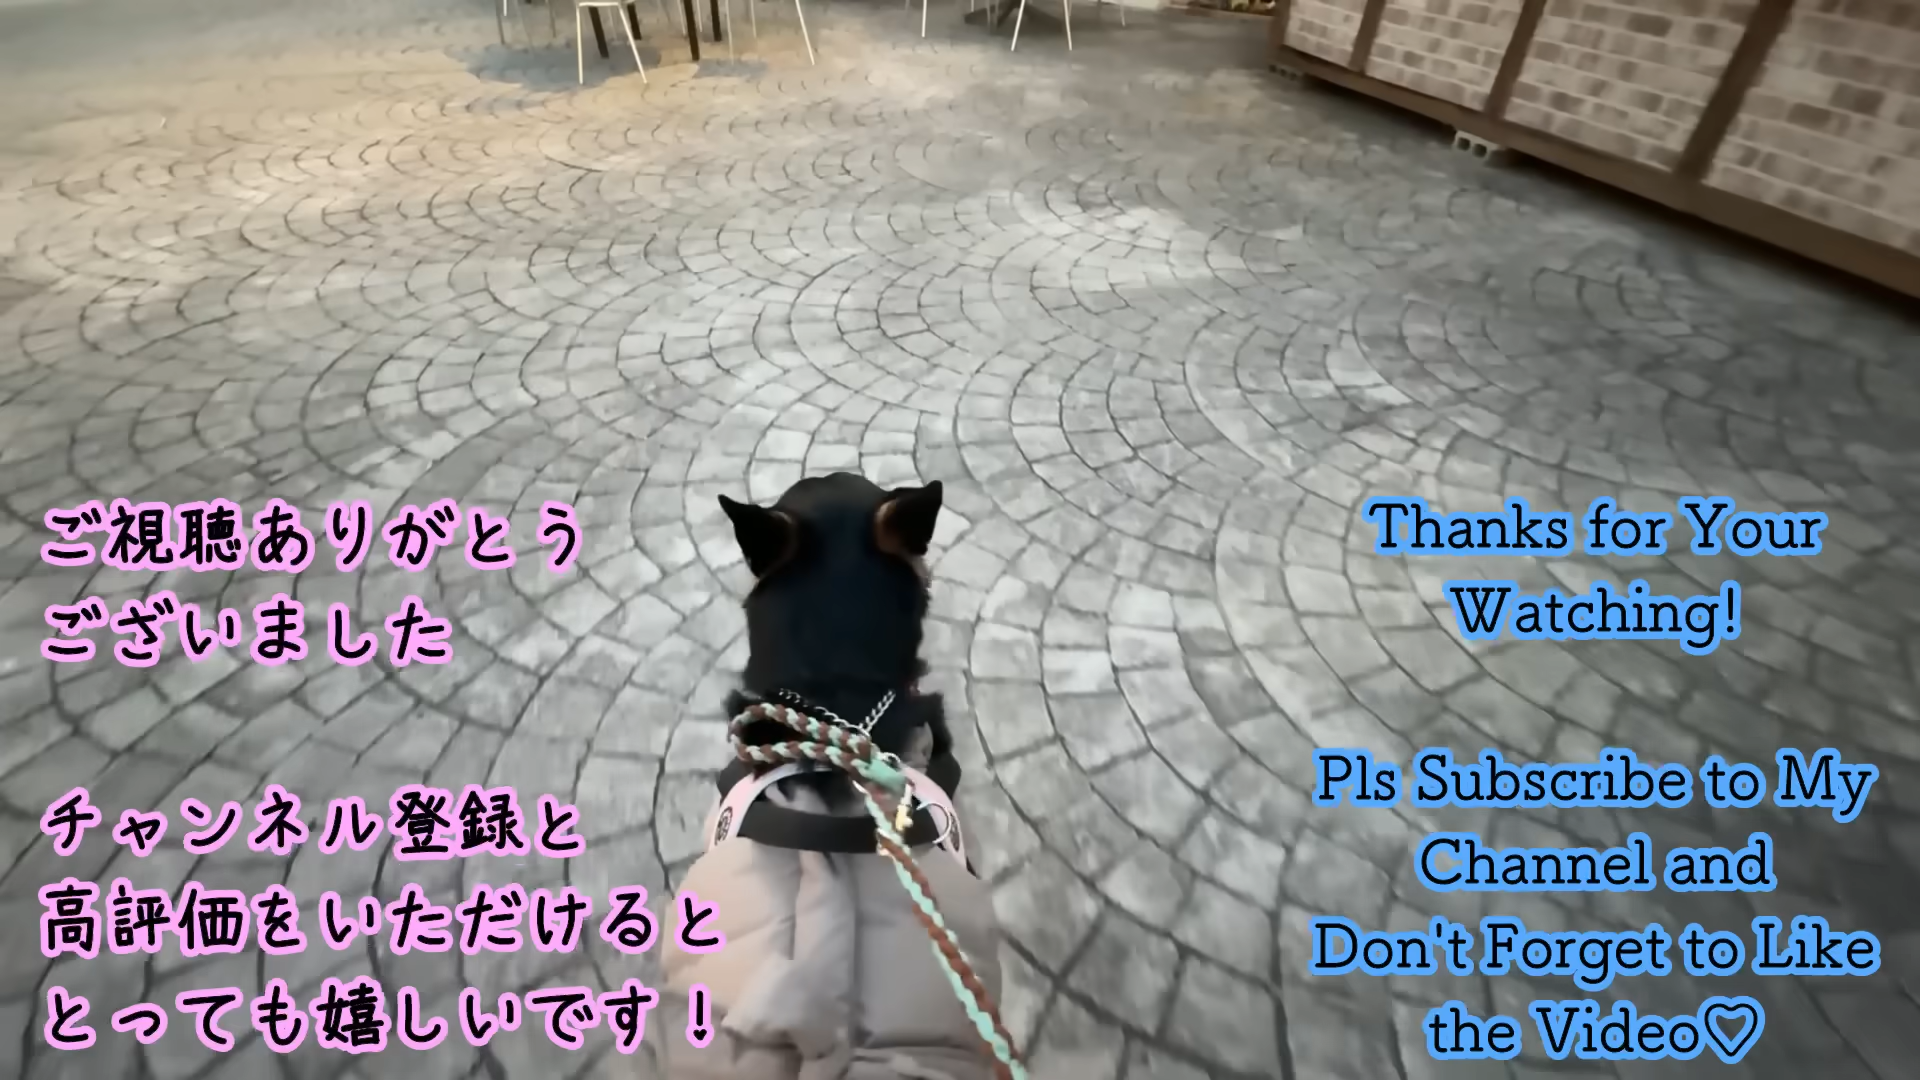 ご視聴ありがとう
ございました
チャンネル登録と
高評価をいただけると
とっても嬉しいです！
Thanks for Your
Watching!
Pls Subscribe to My
Channel and
Don't Forget to Like
the Video♡